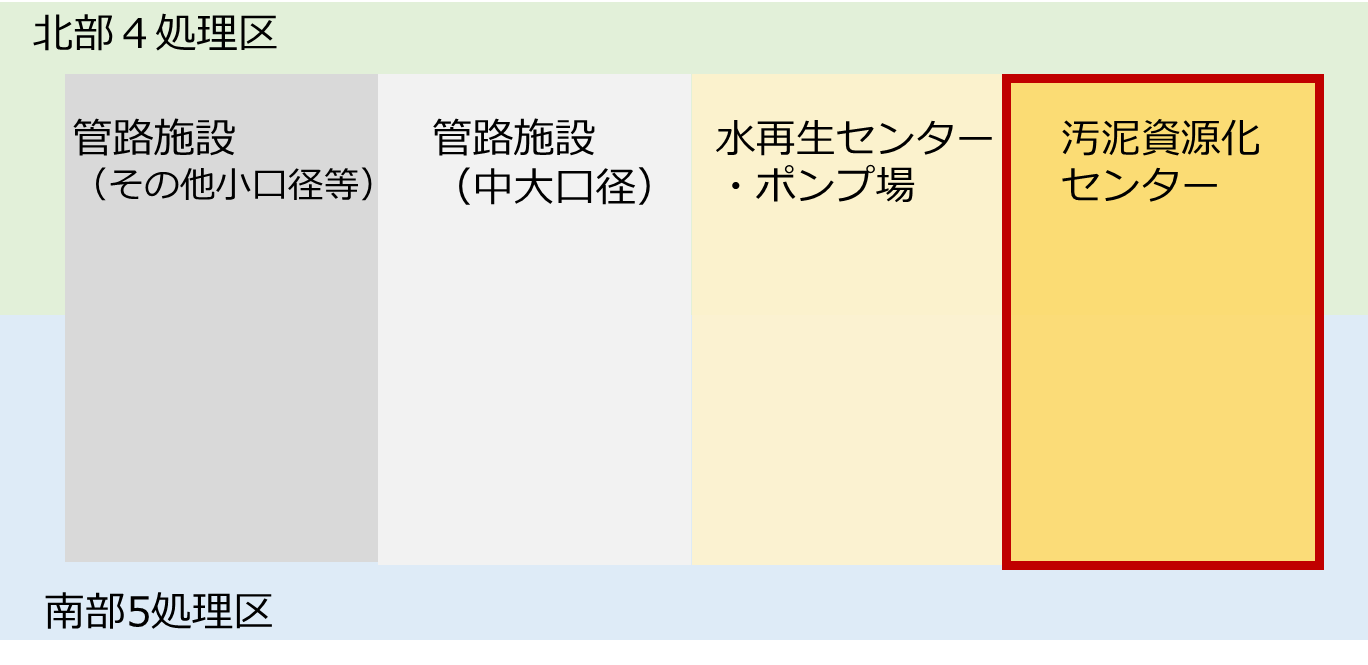 北部４処理区
管路施設
（その他小口径等）
管路施設
（中大口径）
水再生センター
・ポンプ場
汚泥資源化
センター
南部5処理区